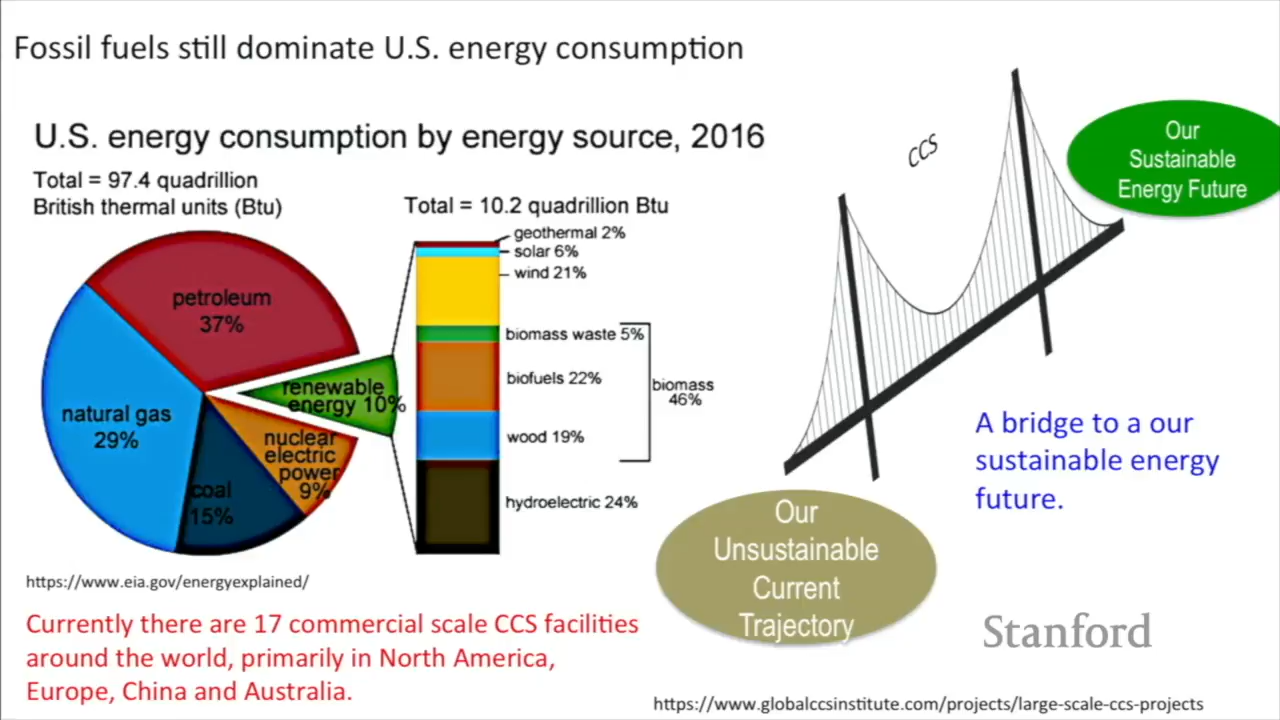 Fossil fuels still dominate U.S. energy consumption
U.S. energy consumption by energy source, 2016
Total = 97.4 quadrillion
British thermal units (Btu)
petroleum
37%
natural gas
29%
coal
15%
nuclear
electric
power
9%
renewable
energy 10%
Total = 10.2 quadrillion Btu
geothermal 2%
solar 6%
wind 21%
biomass waste 5%
biofuels 22%
wood 19%
biomass
46%
hydroelectric 24%
https://www.eia.gov/energyexplained/
Currently there are 17 commercial scale CCS facilities
around the world, primarily in North America,
Europe, China and Australia.
CCS
Our
Sustainable
Energy Future
A bridge to a our
sustainable energy
future.
Our
Unsustainable
Current
Trajectory
Stanford
https://www.globalccsinstitute.com/projects/large-scale-ccs-projects